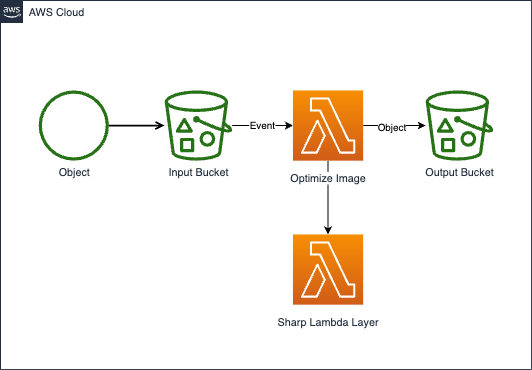 aws
AWS Cloud
Event
Object
Object
Input Bucket
Optimize Image
Output Bucket
Sharp Lambda Layer